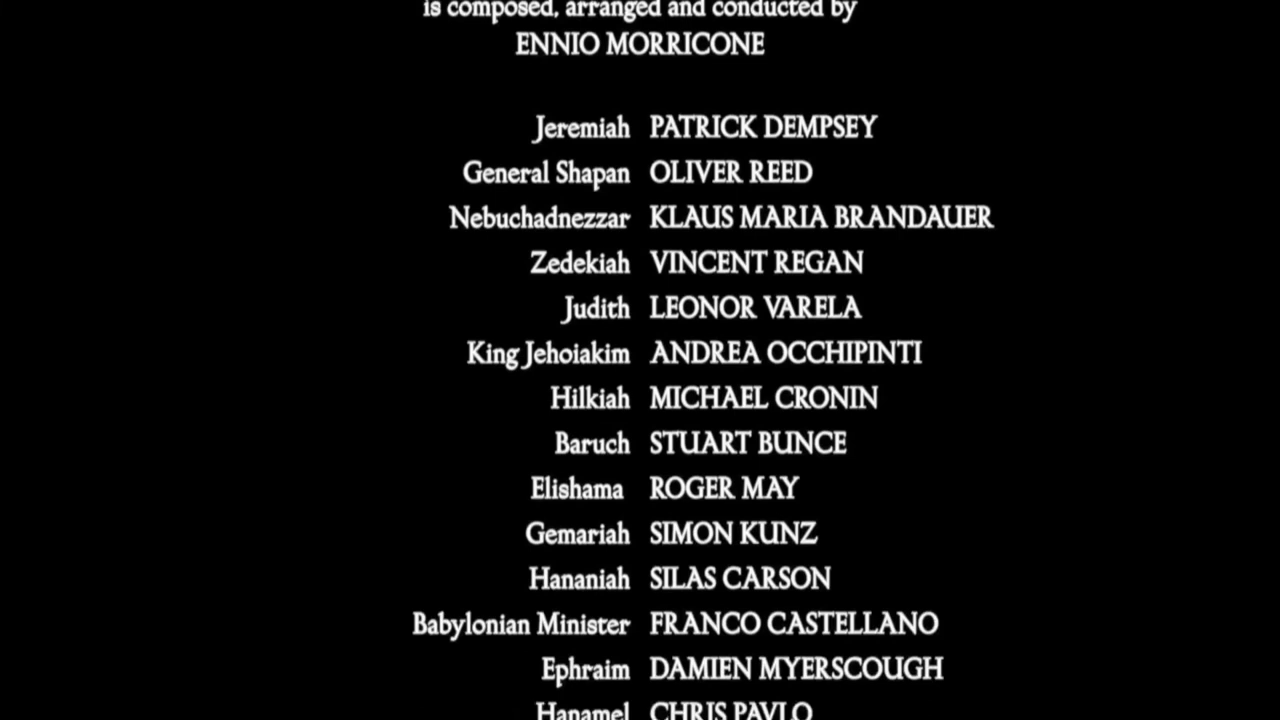 is composed, arranged and conducted by
ENNIO MORRICONE
Jeremiah PATRICK DEMPSEY
General Shapan OLIVER REED
Nebuchadnezzar KLAUS MARIA BRANDAUER
Zedekiah VINCENT REGAN
Judith LEONOR VARELA
King Jehoiakim ANDREA OCCHIPINTI
Hilkiah MICHAEL CRONIN
Baruch STUART BUNCE
Elishama ROGER MAY
Gemariah SIMON KUNZ
Hananiah SILAS CARSON
Babylonian Minister FRANCO CASTELLANO
Ephraim DAMIEN MYERSCOUGH
Hanamel CHRIS PAVLO